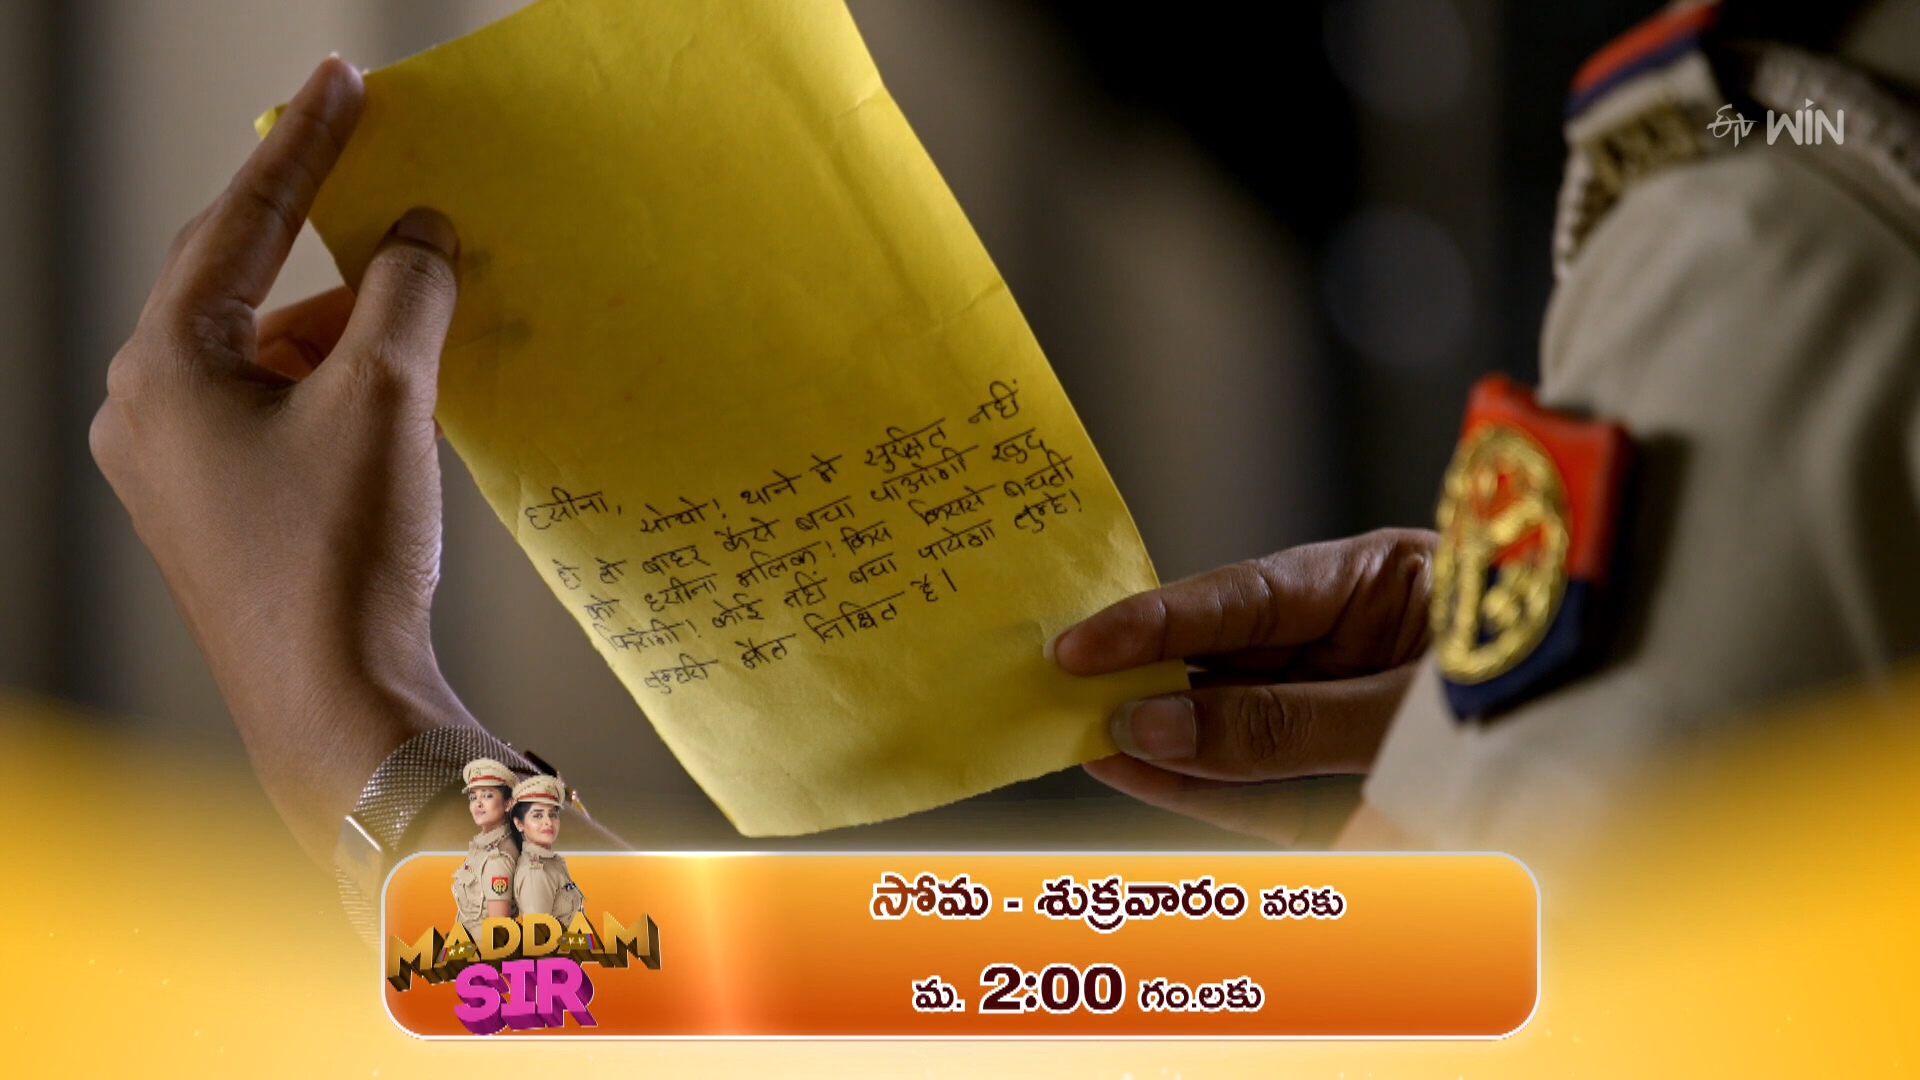 ఈటీవీ WIN
हसीना,
सोचो! थाने मे सुरक्षित नहीं
हो तो बाहर कैसे बचा पाओगी खुद
को हसीना मलिक! किस किससे बचती
फिरोगी! कोई नहीं बचा पायेगा तुम्हे!
तुम्हारी मौत निश्चित है।
MADDAM
SIR
సోమ - శుక్రవారం వరకు
మ. 2:00 గం.లకు